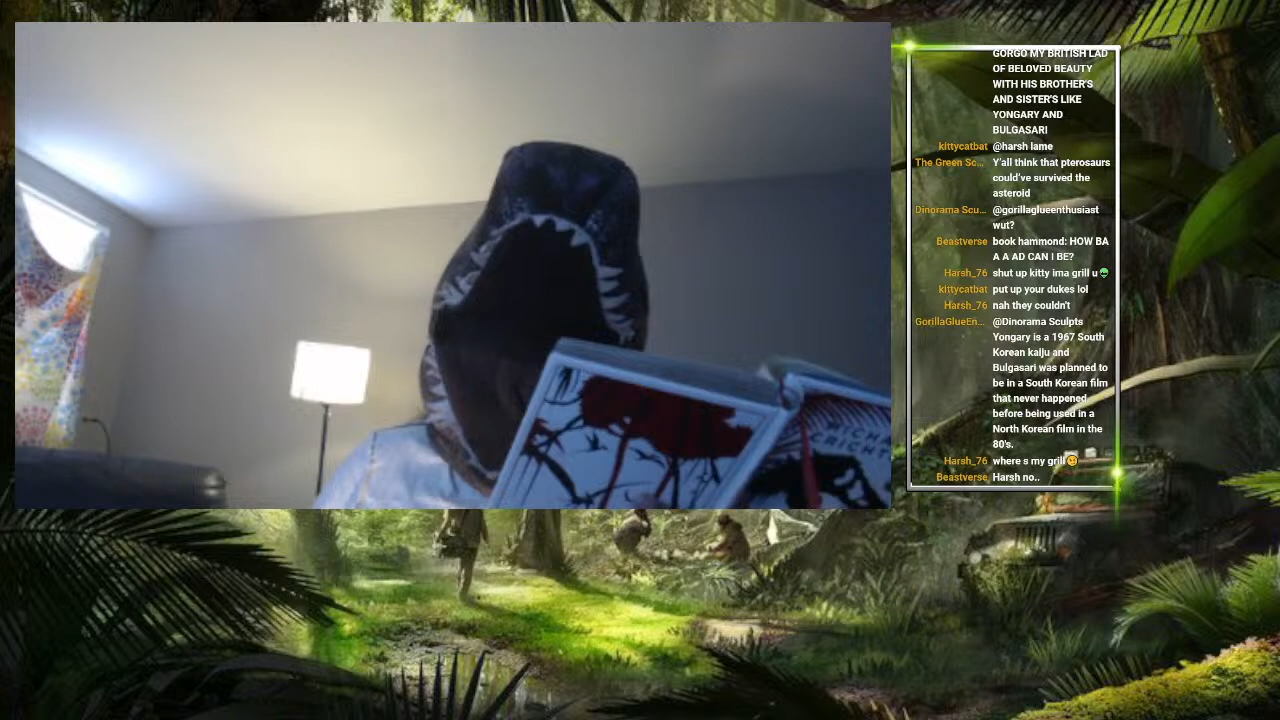 GORGO MY BRITISH LAD
OF BELOVED BEAUTY
WITH HIS BROTHER'S
AND SISTER'S LIKE
YONGARY AND
BULGASARI
kittycatbat @harsh lame
The Green Sc... Y'all think that pterosaurs
could've survived the
asteroid
Dinorama Scu... @gorillaglueenthusiast
wut?
Beastverse book hammond: HOW BA
A A AD CAN I BE?
Harsh_76 shut up kitty ima grill u👽
kittycatbat put up your dukes lol
Harsh_76 nah they couldn't
GorillaGlueEn... @Dinorama Sculpts
Yongary is a 1967 South
Korean kaiju and
Bulgasari was planned to
be in a South Korean film
that never happened
before being used in a
North Korean film in the
80's.
Harsh_76 where s my grill
Beastverse Harsh no..